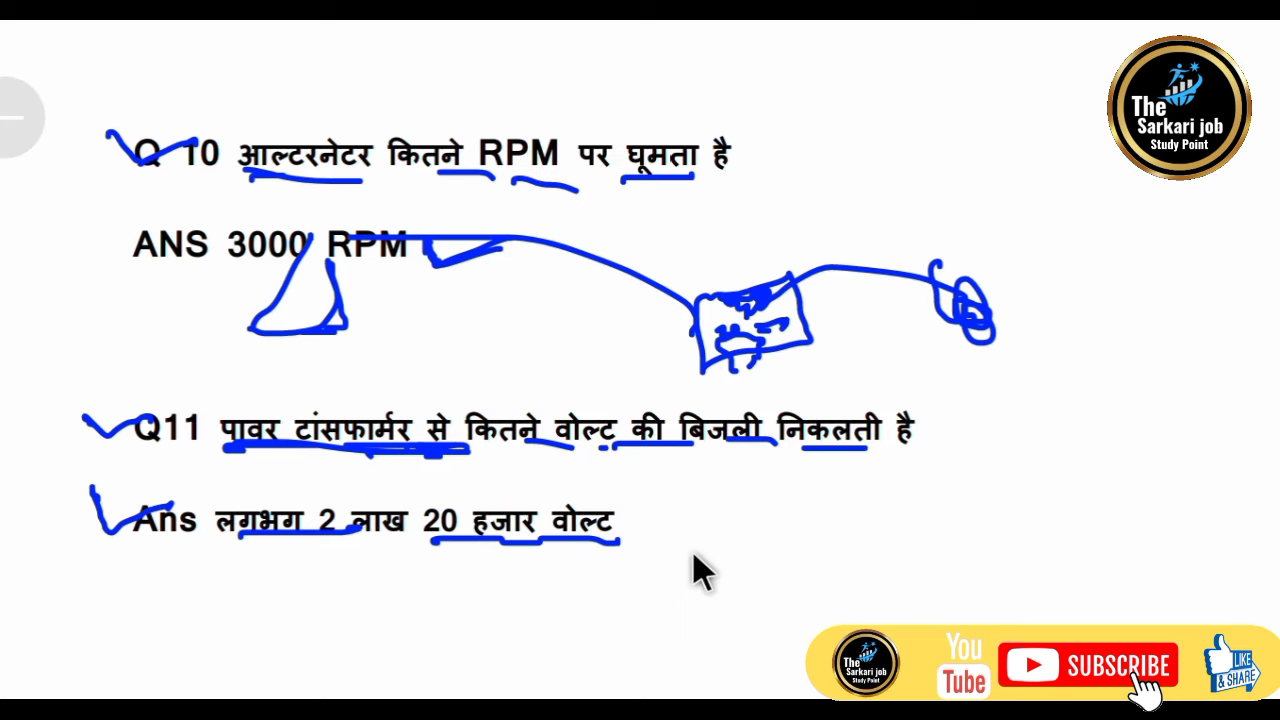 The
Sarkari job
Study Point
Q 10 आल्टरनेटर कितने RPM पर घूमता है
ANS 3000 RPM
Q11 पावर टांसफार्मर से कितने वोल्ट की बिजली निकलती है
Ans लगभग 2 लाख 20 हजार वोल्ट
The
Sarkari job
Study Point
You
Tube
SUBSCRIBE
LIKE
& SHARE